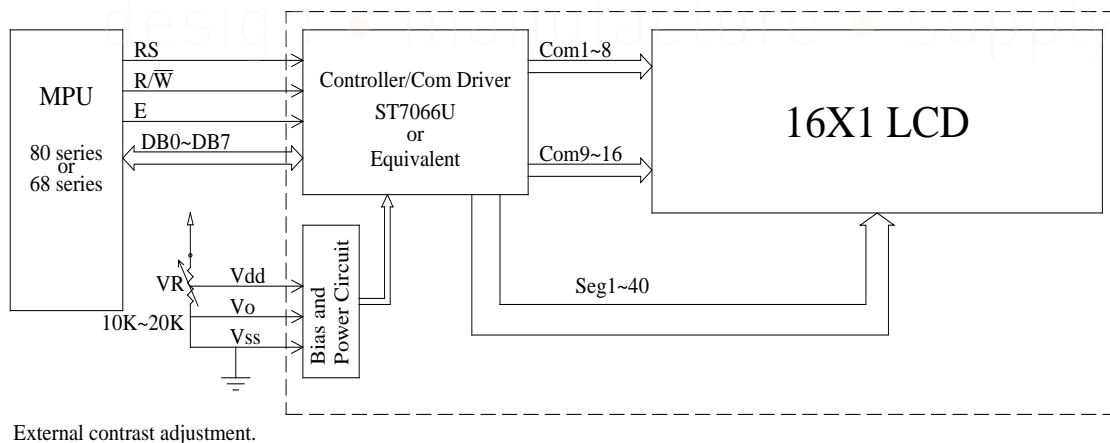 design • manufacture • supply
MPU
80 series
or
68 series
RS
R/W̅
E
DB0~DB7
Controller/Com Driver
ST7066U
or
Equivalent
Com1~8
Com9~16
16X1 LCD
VR
10K~20K
Vdd
Vo
Vss
Bias and
Power Circuit
Seg1~40
External contrast adjustment.